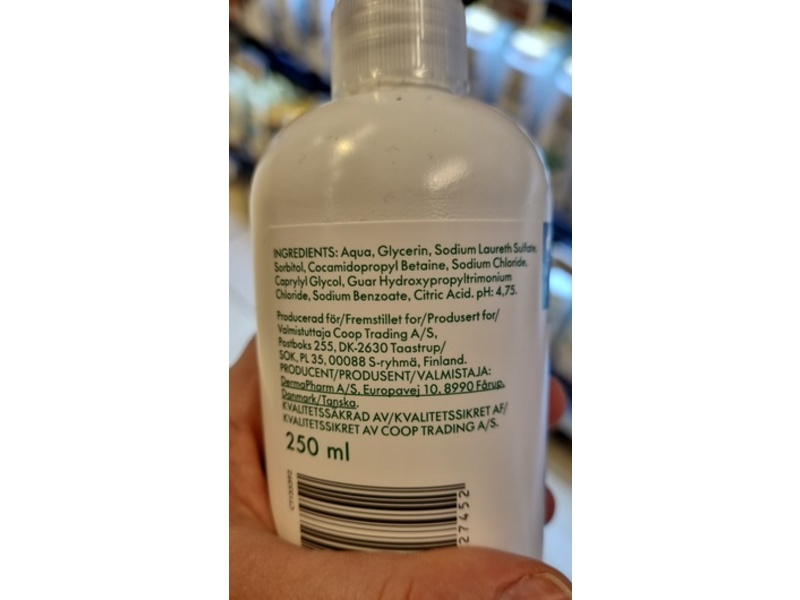 INGREDIENTS: Aqua, Glycerin, Sodium Laureth Sulfate,
Sorbitol, Cocamidopropyl Betaine, Sodium Chloride,
Caprylyl Glycol, Guar Hydroxypropyltrimonium
Chloride, Sodium Benzoate, Citric Acid. pH: 4,75.
Producerad för/Fremstillet for/Produsert for/
Valmistuttaja Coop Trading A/S,
Postboks 255, DK-2630 Taastrup/
SOK, PL 35, 00088 S-ryhmä, Finland.
PRODUCENT/PRODUSENT/VALMISTAJA:
DermaPharm A/S, Europavej 10, 8990 Fårup,
Danmark/Tanska.
KVALITETSSÄKRAD AV/KVALITETSSIKRET AF/
KVALITETSSIKRET AV COOP TRADING A/S.
250 ml
27452